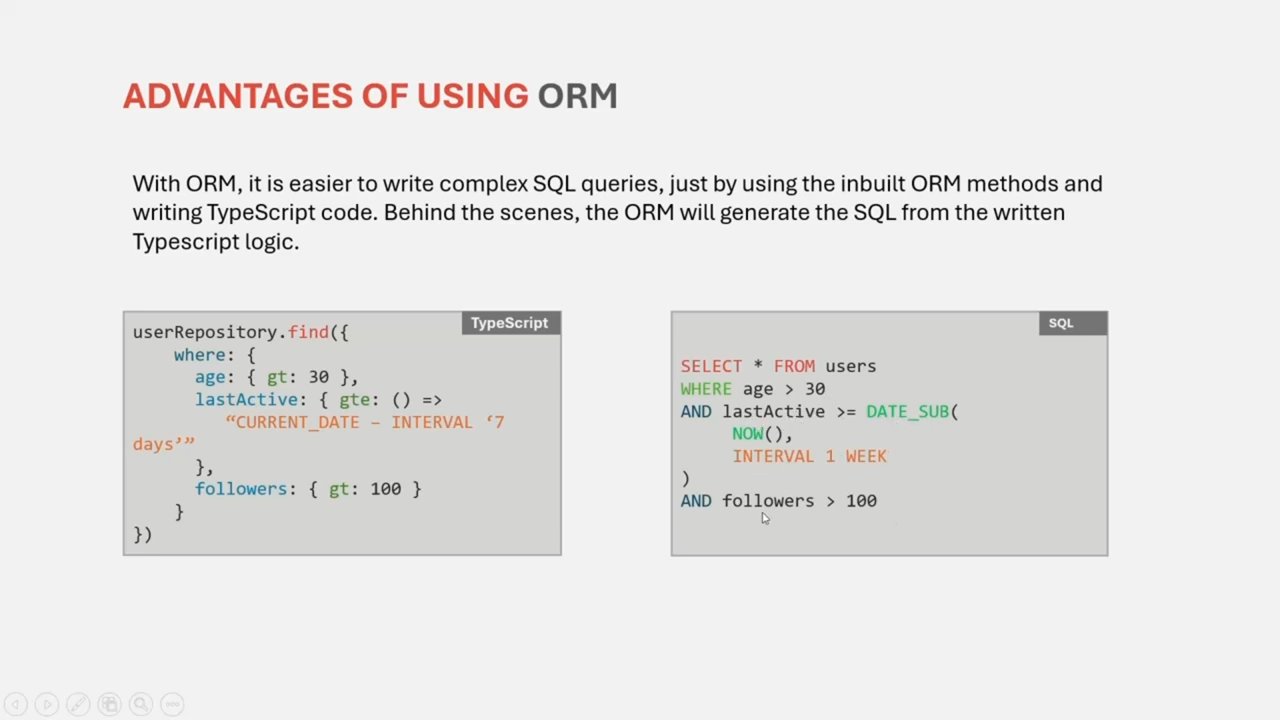 ADVANTAGES OF USING ORM
With ORM, it is easier to write complex SQL queries, just by using the inbuilt ORM methods and
writing TypeScript code. Behind the scenes, the ORM will generate the SQL from the written
Typescript logic.
TypeScript
userRepository.find({
    where: {
      age: { gt: 30 },
      lastActive: { gte: () =>
         “CURRENT_DATE – INTERVAL ‘7
days’”
      },
      followers: { gt: 100 }
    }
})
SQL
SELECT * FROM users
WHERE age > 30
AND lastActive >= DATE_SUB(
     NOW(),
     INTERVAL 1 WEEK
)
AND followers > 100